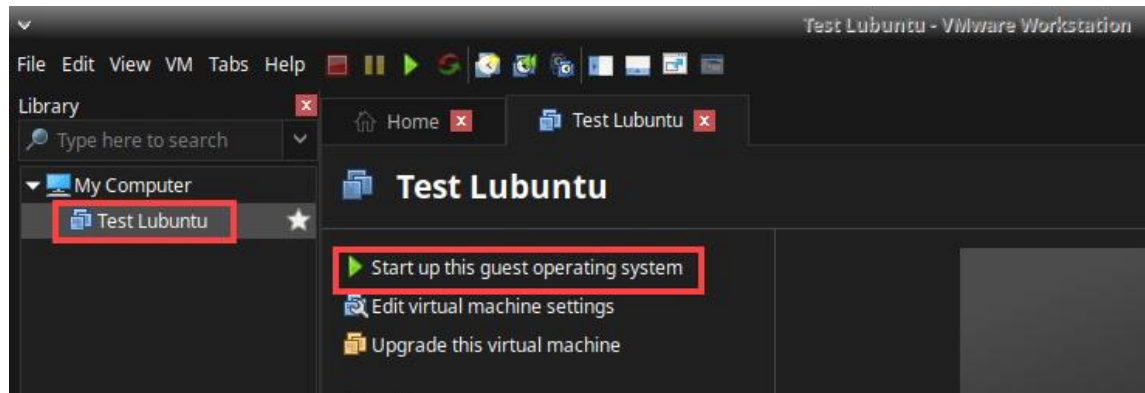 Test Lubuntu - VMware Workstation
File Edit View VM Tabs Help
Library
Home
Test Lubuntu
Type here to search
My Computer
Test Lubuntu
Test Lubuntu
Start up this guest operating system
Edit virtual machine settings
Upgrade this virtual machine